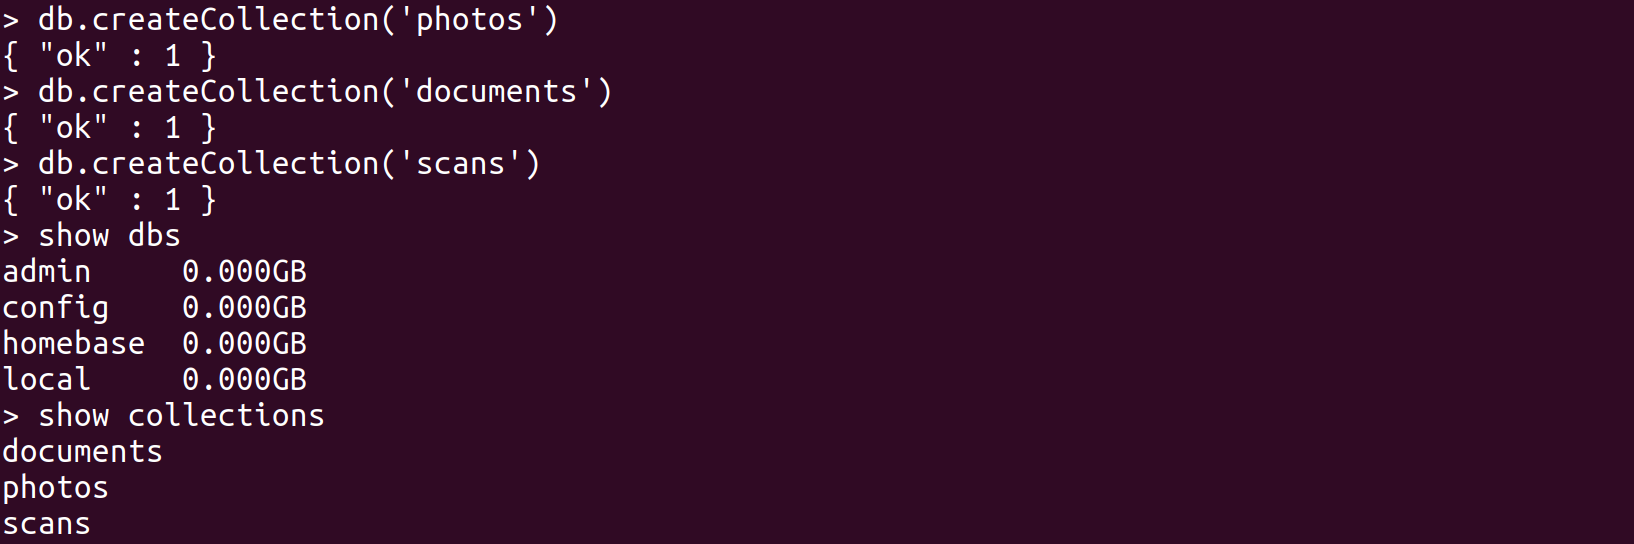 > db.createCollection('photos')
{ "ok" : 1 }
> db.createCollection('documents')
{ "ok" : 1 }
> db.createCollection('scans')
{ "ok" : 1 }
> show dbs
admin     0.000GB
config    0.000GB
homebase  0.000GB
local     0.000GB
> show collections
documents
photos
scans